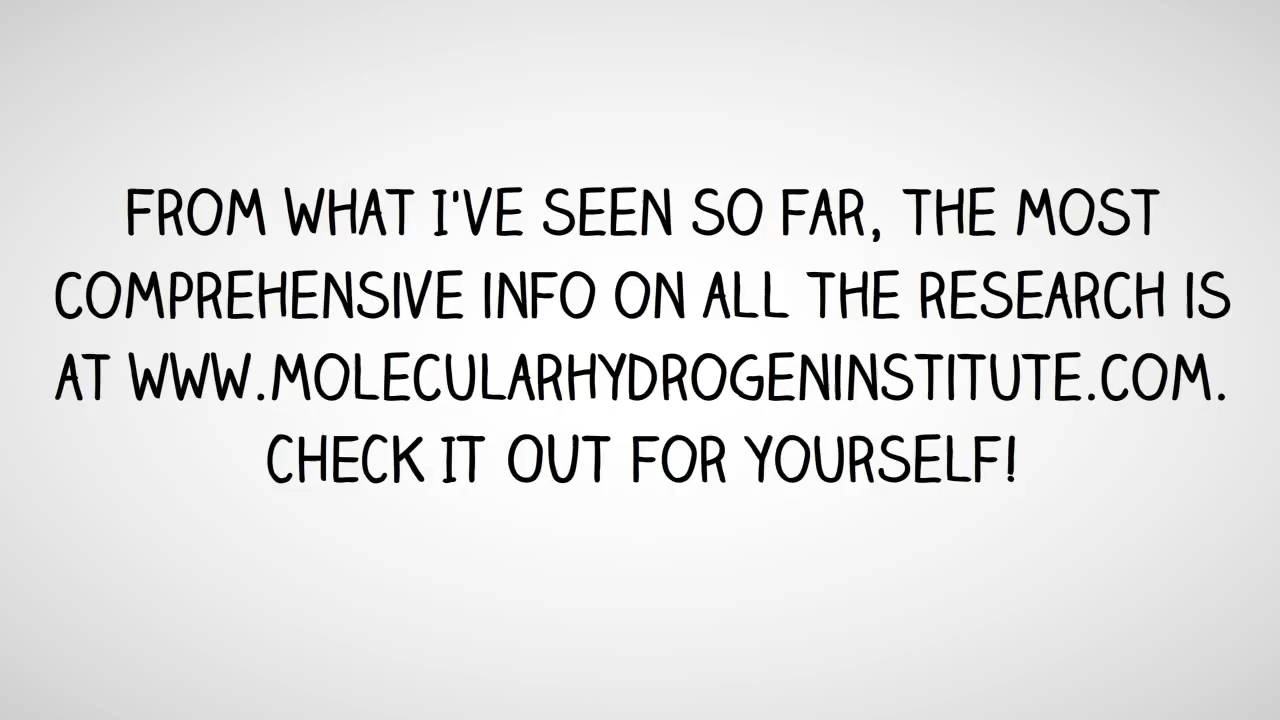 FROM WHAT I'VE SEEN SO FAR, THE MOST
COMPREHENSIVE INFO ON ALL THE RESEARCH IS
AT WWW.MOLECULARHYDROGENINSTITUTE.COM.
CHECK IT OUT FOR YOURSELF!